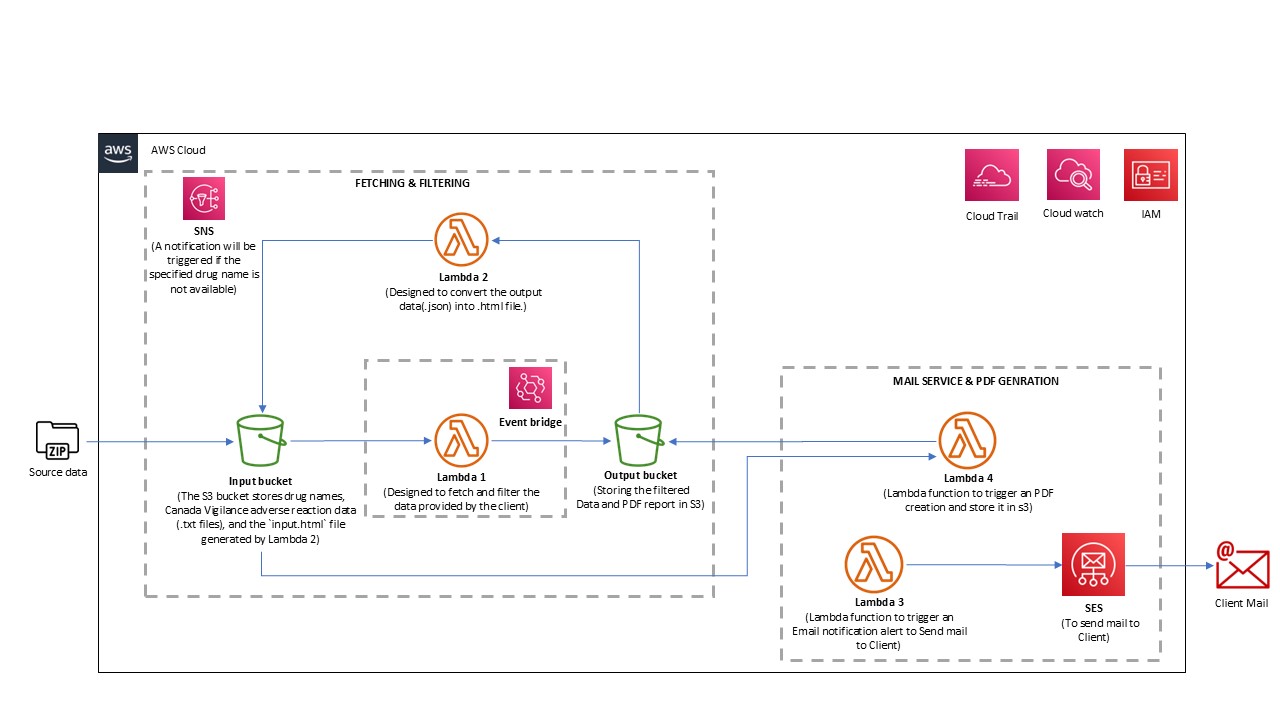 aws
AWS Cloud
FETCHING & FILTERING
SNS
(A notification will be
triggered if the
specified drug name is
not available)
Lambda 2
(Designed to convert the output
data(.json) into .html file.)
Cloud Trail
Cloud watch
IAM
Event bridge
ZIP
Source data
Input bucket
(The S3 bucket stores drug names,
Canada Vigilance adverse reaction data
(.txt files), and the `input.html` file
generated by Lambda 2)
Lambda 1
(Designed to fetch and filter the
data provided by the client)
Output bucket
(Storing the filtered
Data and PDF report in S3)
MAIL SERVICE & PDF GENRATION
Lambda 4
(Lambda function to trigger an PDF
creation and store it in s3)
Lambda 3
(Lambda function to trigger an
Email notification alert to Send mail
to Client)
SES
(To send mail to
Client)
@
Client Mail